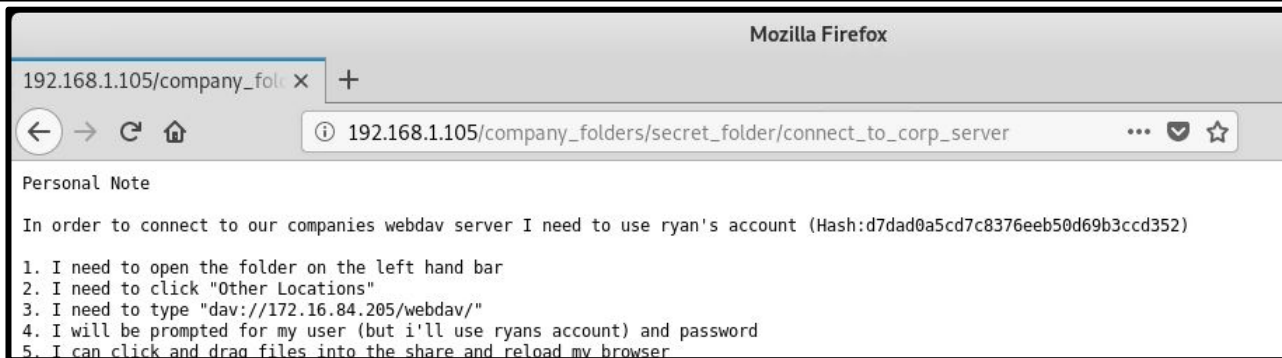 Mozilla Firefox
192.168.1.105/company_fol
192.168.1.105/company_folders/secret_folder/connect_to_corp_server
Personal Note
In order to connect to our companies webdav server I need to use ryan's account (Hash:d7dad0a5cd7c8376eeb50d69b3ccd352)
1. I need to open the folder on the left hand bar
2. I need to click "Other Locations"
3. I need to type "dav://172.16.84.205/webdav/"
4. I will be prompted for my user (but i'll use ryans account) and password
5. I can click and drag files into the share and reload my browser